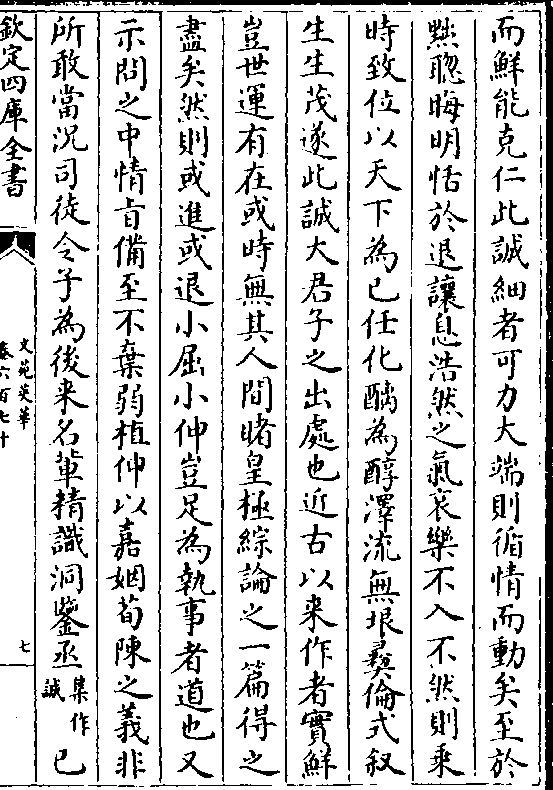 而鮮能克仁此誠細者可力大端則循情而動矣至於
黜聰晦明恬於退讓息浩然之氣哀樂不入不然則乗
時致位以天下為已任化醨為醇澤流無垠彛倫式叙
生生茂遂此誠大君子之出處也近古以来作者實鮮
豈世運有在或時無其人間睹皇極綜論之一篇得之
盡矣然則或進或退小屈小伸豈足為執事者道也又
示問之中情㫖備至不棄弱植伸以嘉姻荀陳之義非
所敢當況司徒令子為後来名軰精識洞鑒丞集作誠已
欽定四庫全書
文苑英華
卷六百七十
七